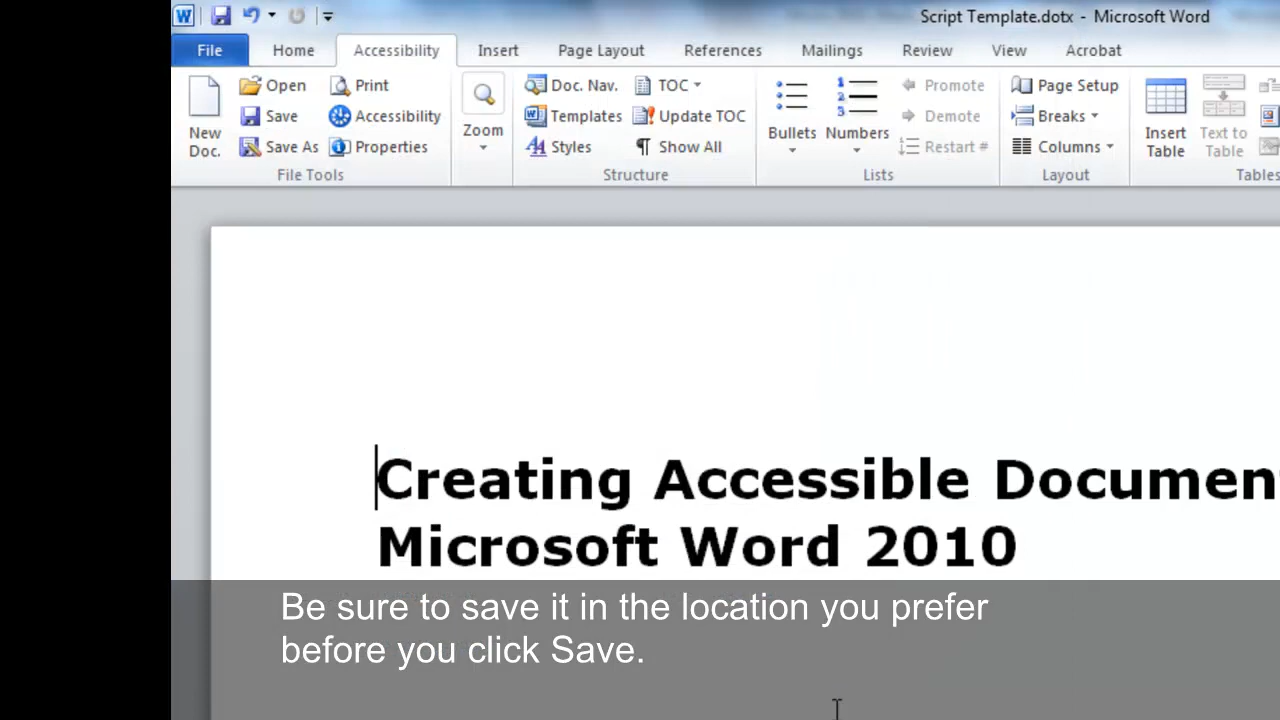 Script Template.dotx - Microsoft Word
File Home Accessibility Insert Page Layout References Mailings Review View Acrobat
New Doc.
Open
Save
Save As
Print
Accessibility
Properties
File Tools
Zoom
Doc. Nav.
Templates
Styles
TOC
Update TOC
Show All
Structure
Bullets
Numbers
Promote
Demote
Restart #
Lists
Page Setup
Breaks
Columns
Layout
Insert Table
Text to Table
Tables
Creating Accessible Document
Microsoft Word 2010
Be sure to save it in the location you prefer
before you click Save.